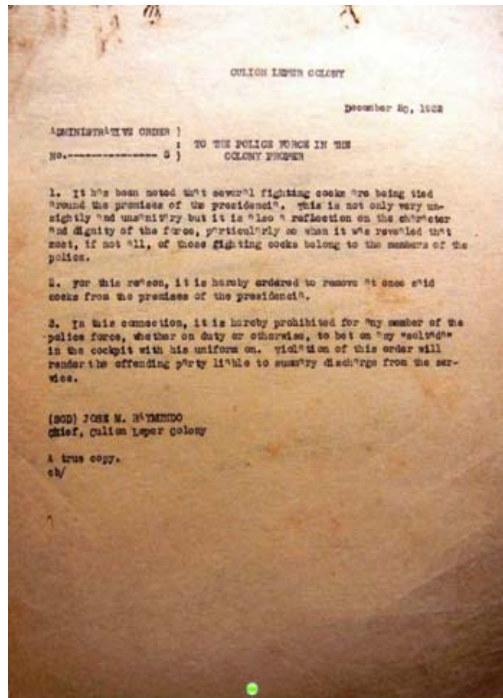 CULION LEPER COLONY
December 20, 1922
ADMINISTRATIVE ORDER )
: TO THE POLICE FORCE IN THE
No.--------------- 5 ) COLONY PROPER
1. It has been noted that several fighting cocks are being tied
around the premises of the presidencia. This is not only very un-
sightly and unsanitary but it is also a reflection on the character
and dignity of the force, particularly so when it was revealed that
most, if not all, of those fighting cocks belong to the members of the
police.
2. For this reason, it is hereby ordered to remove at once said
cocks from the premises of the presidencia.
3. In this connection, it is hereby prohibited for any member of the
police force, whether on duty or otherwise, to bet on any "soltada"
in the cockpit with his uniform on. Violation of this order will
render the offending party liable to summary discharge from the ser-
vice.
(SGD) JOSE M. RAYMUNDO
Chief, Culion Leper Colony
A true copy.
cb/